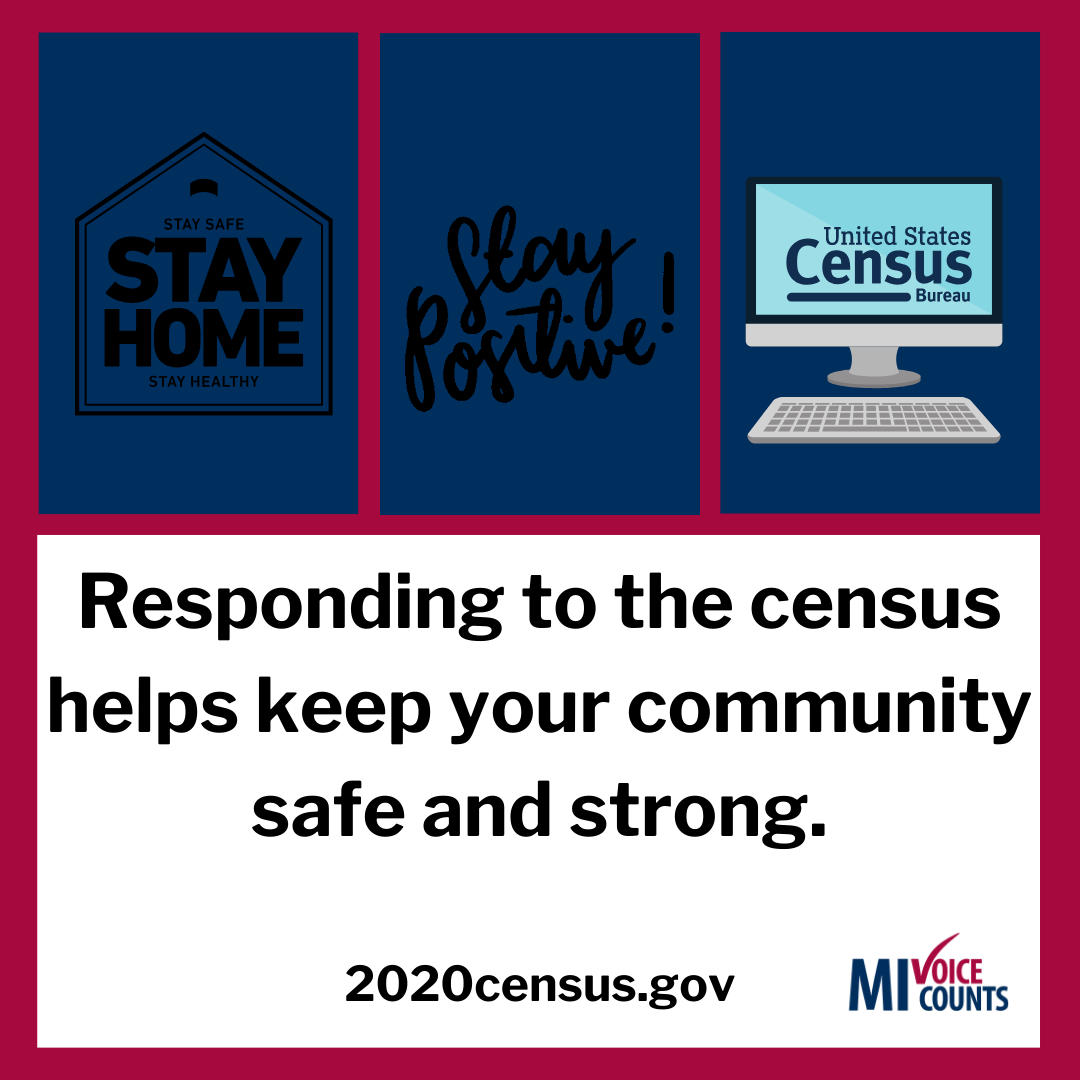 STAY SAFE
STAY
HOME
STAY HEALTHY
Stay
Positive!
United States
Census
Bureau
Responding to the census
helps keep your community
safe and strong.
2020census.gov
MI VOICE
COUNTS